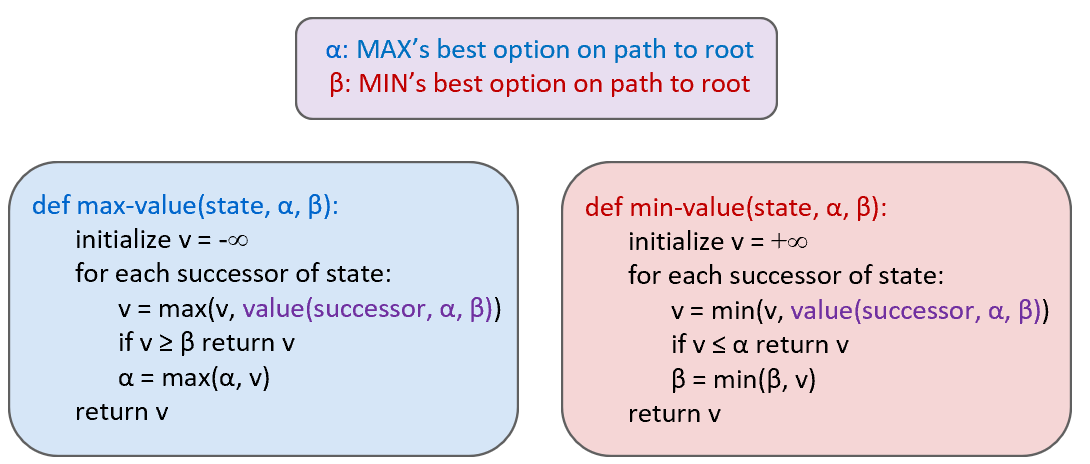 α: MAX’s best option on path to root
β: MIN’s best option on path to root
def max-value(state, α, β):
initialize v = -∞
for each successor of state:
v = max(v, value(successor, α, β))
if v ≥ β return v
α = max(α, v)
return v
def min-value(state, α, β):
initialize v = +∞
for each successor of state:
v = min(v, value(successor, α, β))
if v ≤ α return v
β = min(β, v)
return v